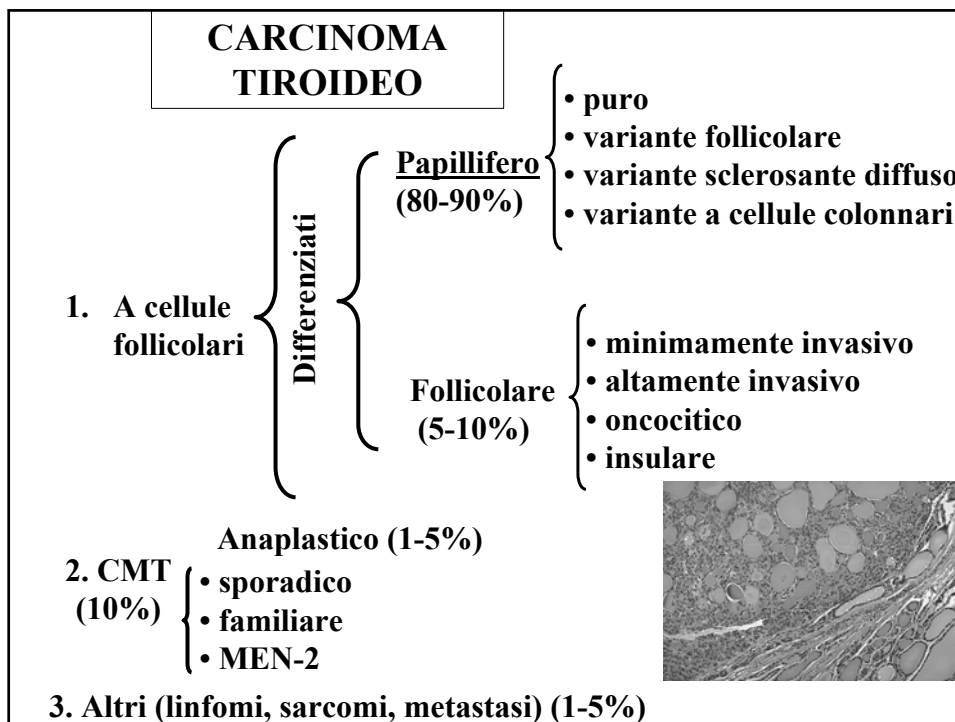 CARCINOMA
TIROIDEO
1. A cellule
follicolari
Differenziati
Papillifero
(80-90%)
• puro
• variante follicolare
• variante sclerosante diffuso
• variante a cellule colonnari
Follicolare
(5-10%)
• minimamente invasivo
• altamente invasivo
• oncocitico
• insulare
Anaplastico (1-5%)
2. CMT
(10%)
• sporadico
• familiare
• MEN-2
3. Altri (linfomi, sarcomi, metastasi) (1-5%)